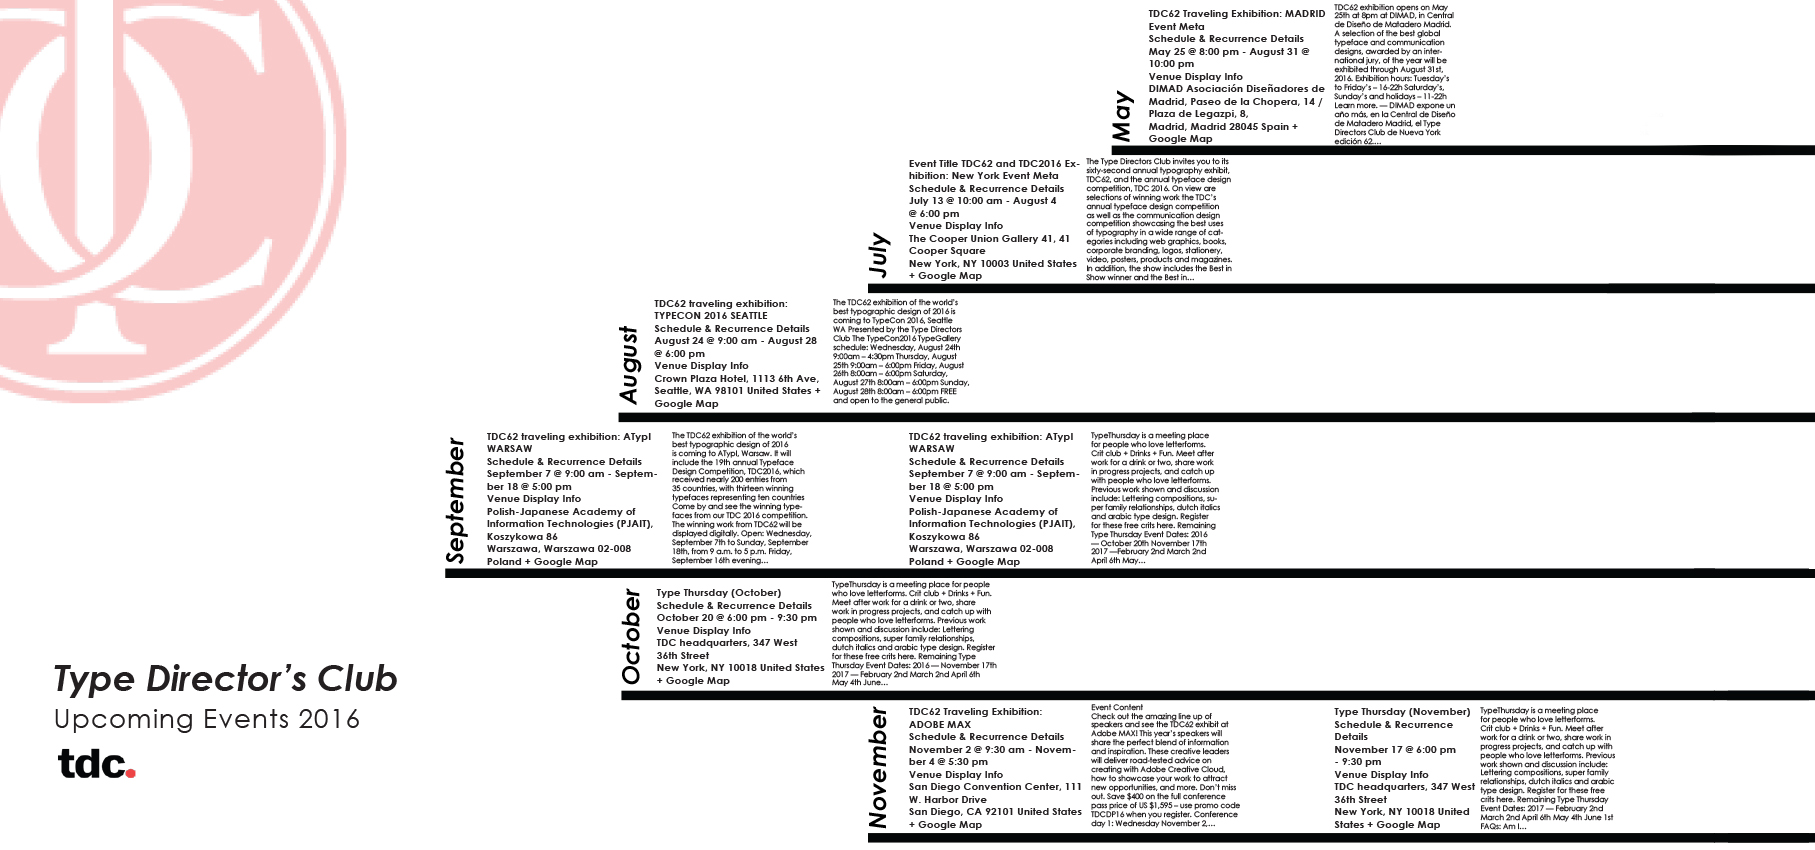 May
TDC62 Traveling Exhibition: MADRID
Event Meta
Schedule & Recurrence Details
May 25 @ 8:00 pm - August 31 @
10:00 pm
Venue Display Info
DIMAD Asociación Diseñadores de
Madrid, Paseo de la Chopera, 14 /
Plaza de Legazpi, 8,
Madrid, Madrid 28045 Spain +
Google Map
TDC62 exhibition opens on May
25th at 8pm at DIMAD, in Central
de Diseño de Matadero Madrid.
A selection of the best global
typeface and communication
designs, awarded by an inter-
national jury, of the year will be
exhibited through August 31st,
2016. Exhibition hours: Tuesday's
to Friday's – 16-22h Saturday's,
Sunday's and holidays – 11-22h
Learn more. — DIMAD expone un
año más, en la Central de Diseño
de Matadero Madrid, el Type
Directors Club de Nueva York
edición 62....
July
Event Title TDC62 and TDC2016 Ex-
hibition: New York Event Meta
Schedule & Recurrence Details
July 13 @ 10:00 am - August 4
@ 6:00 pm
Venue Display Info
The Cooper Union Gallery 41, 41
Cooper Square
New York, NY 10003 United States
+ Google Map
The Type Directors Club invites you to its
sixty-second annual typography exhibit,
TDC62, and the annual typeface design
competition, TDC 2016. On view are
selections of winning work the TDC's
annual typeface design competition
as well as the communication design
competition showcasing the best uses
of typography in a wide range of cat-
egories including web graphics, books,
corporate branding, logos, stationery,
video, posters, products and magazines.
In addition, the show includes the Best in
Show winner and the Best in...
August
TDC62 traveling exhibition:
TYPECON 2016 SEATTLE
Schedule & Recurrence Details
August 24 @ 9:00 am - August 28
@ 6:00 pm
Venue Display Info
Crown Plaza Hotel, 1113 6th Ave,
Seattle, WA 98101 United States +
Google Map
The TDC62 exhibition of the world's
best typographic design of 2016 is
coming to TypeCon 2016, Seattle
WA Presented by the Type Directors
Club The TypeCon2016 TypeGallery
schedule: Wednesday, August 24th
9:00am – 4:30pm Thursday, August
25th 9:00am – 6:00pm Friday, August
26th 8:00am – 6:00pm Saturday,
August 27th 8:00am – 6:00pm Sunday,
August 28th 8:00am – 6:00pm FREE
and open to the general public.
September
TDC62 traveling exhibition: ATypI
WARSAW
Schedule & Recurrence Details
September 7 @ 9:00 am - Septem-
ber 18 @ 5:00 pm
Venue Display Info
Polish-Japanese Academy of
Information Technologies (PJAIT),
Koszykowa 86
Warszawa, Warszawa 02-008
Poland + Google Map
The TDC62 exhibition of the world's
best typographic design of 2016
is coming to ATypI, Warsaw. It will
include the 19th annual Typeface
Design Competition, TDC2016, which
received nearly 200 entries from
35 countries, with thirteen winning
typefaces representing ten countries
Come by and see the winning type-
faces from our TDC 2016 competition.
The winning work from TDC62 will be
displayed digitally. Open: Wednesday,
September 7th to Sunday, September
18th, from 9 a.m. to 5 p.m. Friday,
September 16th evening...
TDC62 traveling exhibition: ATypI
WARSAW
Schedule & Recurrence Details
September 7 @ 9:00 am - Septem-
ber 18 @ 5:00 pm
Venue Display Info
Polish-Japanese Academy of
Information Technologies (PJAIT),
Koszykowa 86
Warszawa, Warszawa 02-008
Poland + Google Map
TypeThursday is a meeting place
for people who love letterforms.
Crit club + Drinks + Fun. Meet after
work for a drink or two, share work
in progress projects, and catch up
with people who love letterforms.
Previous work shown and discussion
include: Lettering compositions, su-
per family relationships, dutch italics
and arabic type design. Register
for these free crits here. Remaining
Type Thursday Event Dates: 2016
— October 20th November 17th
2017 —February 2nd March 2nd
April 6th May...
October
Type Thursday (October)
Schedule & Recurrence Details
October 20 @ 6:00 pm - 9:30 pm
Venue Display Info
TDC headquarters, 347 West
36th Street
New York, NY 10018 United States
+ Google Map
TypeThursday is a meeting place for people
who love letterforms. Crit club + Drinks + Fun.
Meet after work for a drink or two, share
work in progress projects, and catch up with
people who love letterforms. Previous work
shown and discussion include: Lettering
compositions, super family relationships,
dutch italics and arabic type design. Register
for these free crits here. Remaining Type
Thursday Event Dates: 2016 — November 17th
2017 — February 2nd March 2nd April 6th
May 4th June...
Type Director's Club
Upcoming Events 2016
tdc.
November
TDC62 Traveling Exhibition:
ADOBE MAX
Schedule & Recurrence Details
November 2 @ 9:30 am - Novem-
ber 4 @ 5:30 pm
Venue Display Info
San Diego Convention Center, 111
W. Harbor Drive
San Diego, CA 92101 United States
+ Google Map
Event Content
Check out the amazing line up of
speakers and see the TDC62 exhibit at
Adobe MAX! This year's speakers will
share the perfect blend of information
and inspiration. These creative leaders
will deliver road-tested advice on
creating with Adobe Creative Cloud,
how to showcase your work to attract
new opportunities, and more. Don't miss
out. Save $400 on the full conference
pass price of US $1,595 – use promo code
TDCDP16 when you register. Conference
day 1: Wednesday November 2,...
Type Thursday (November)
Schedule & Recurrence
Details
November 17 @ 6:00 pm
- 9:30 pm
Venue Display Info
TDC headquarters, 347 West
36th Street
New York, NY 10018 United
States + Google Map
TypeThursday is a meeting place
for people who love letterforms.
Crit club + Drinks + Fun. Meet after
work for a drink or two, share work in
progress projects, and catch up with
people who love letterforms. Previous
work shown and discussion include:
Lettering compositions, super family
relationships, dutch italics and arabic
type design. Register for these free
crits here. Remaining Type Thursday
Event Dates: 2017 — February 2nd
March 2nd April 6th May 4th June 1st
FAQs: Am I...